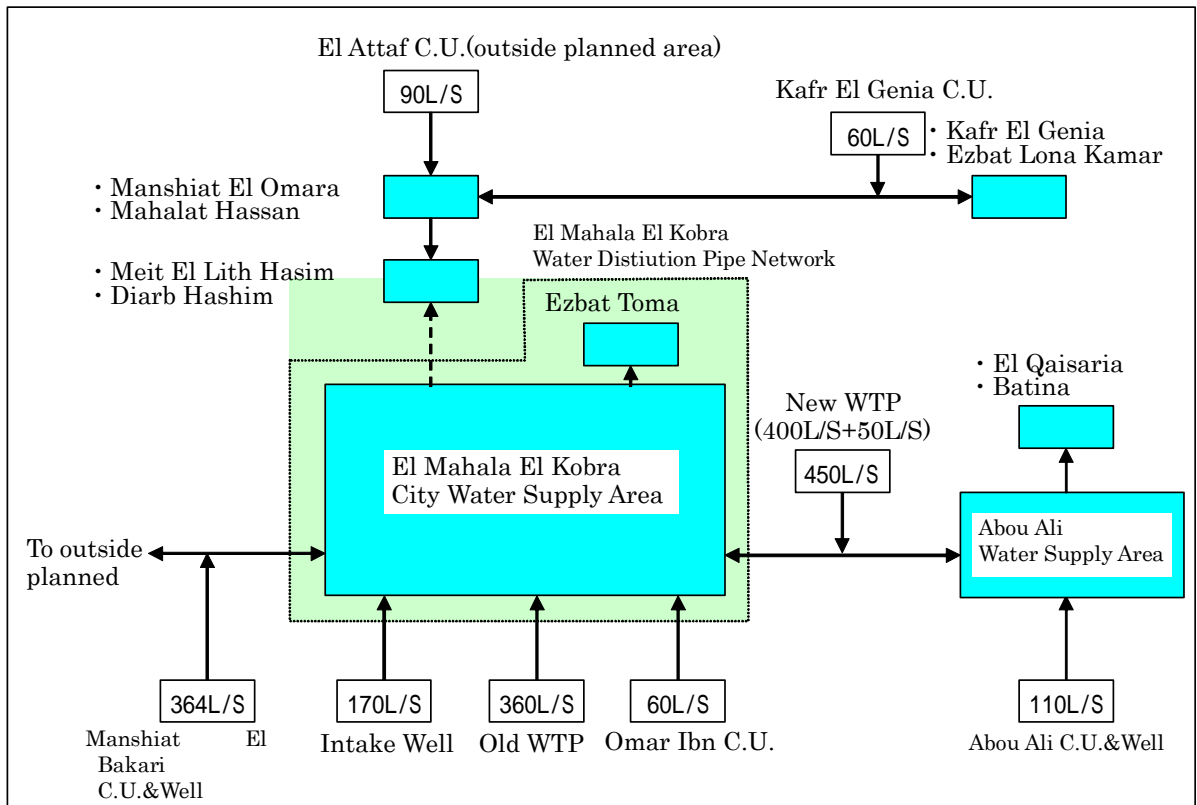 El Attaf C.U.(outside planned area)
90L/S
Kafr El Genia C.U.
60L/S
・Kafr El Genia
・Ezbat Lona Kamar
・Manshiat El Omara
・Mahalat Hassan
El Mahala El Kobra
Water Distiution Pipe Network
・Meit El Lith Hasim
・Diarb Hashim
Ezbat Toma
・El Qaisaria
・Batina
New WTP
(400L/S+50L/S)
450L/S
El Mahala El Kobra
City Water Supply Area
Abou Ali
Water Supply Area
To outside
planned
364L/S
170L/S
360L/S
60L/S
110L/S
Manshiat El
Bakari
C.U.&Well
Intake Well
Old WTP
Omar Ibn C.U.
Abou Ali C.U.&Well